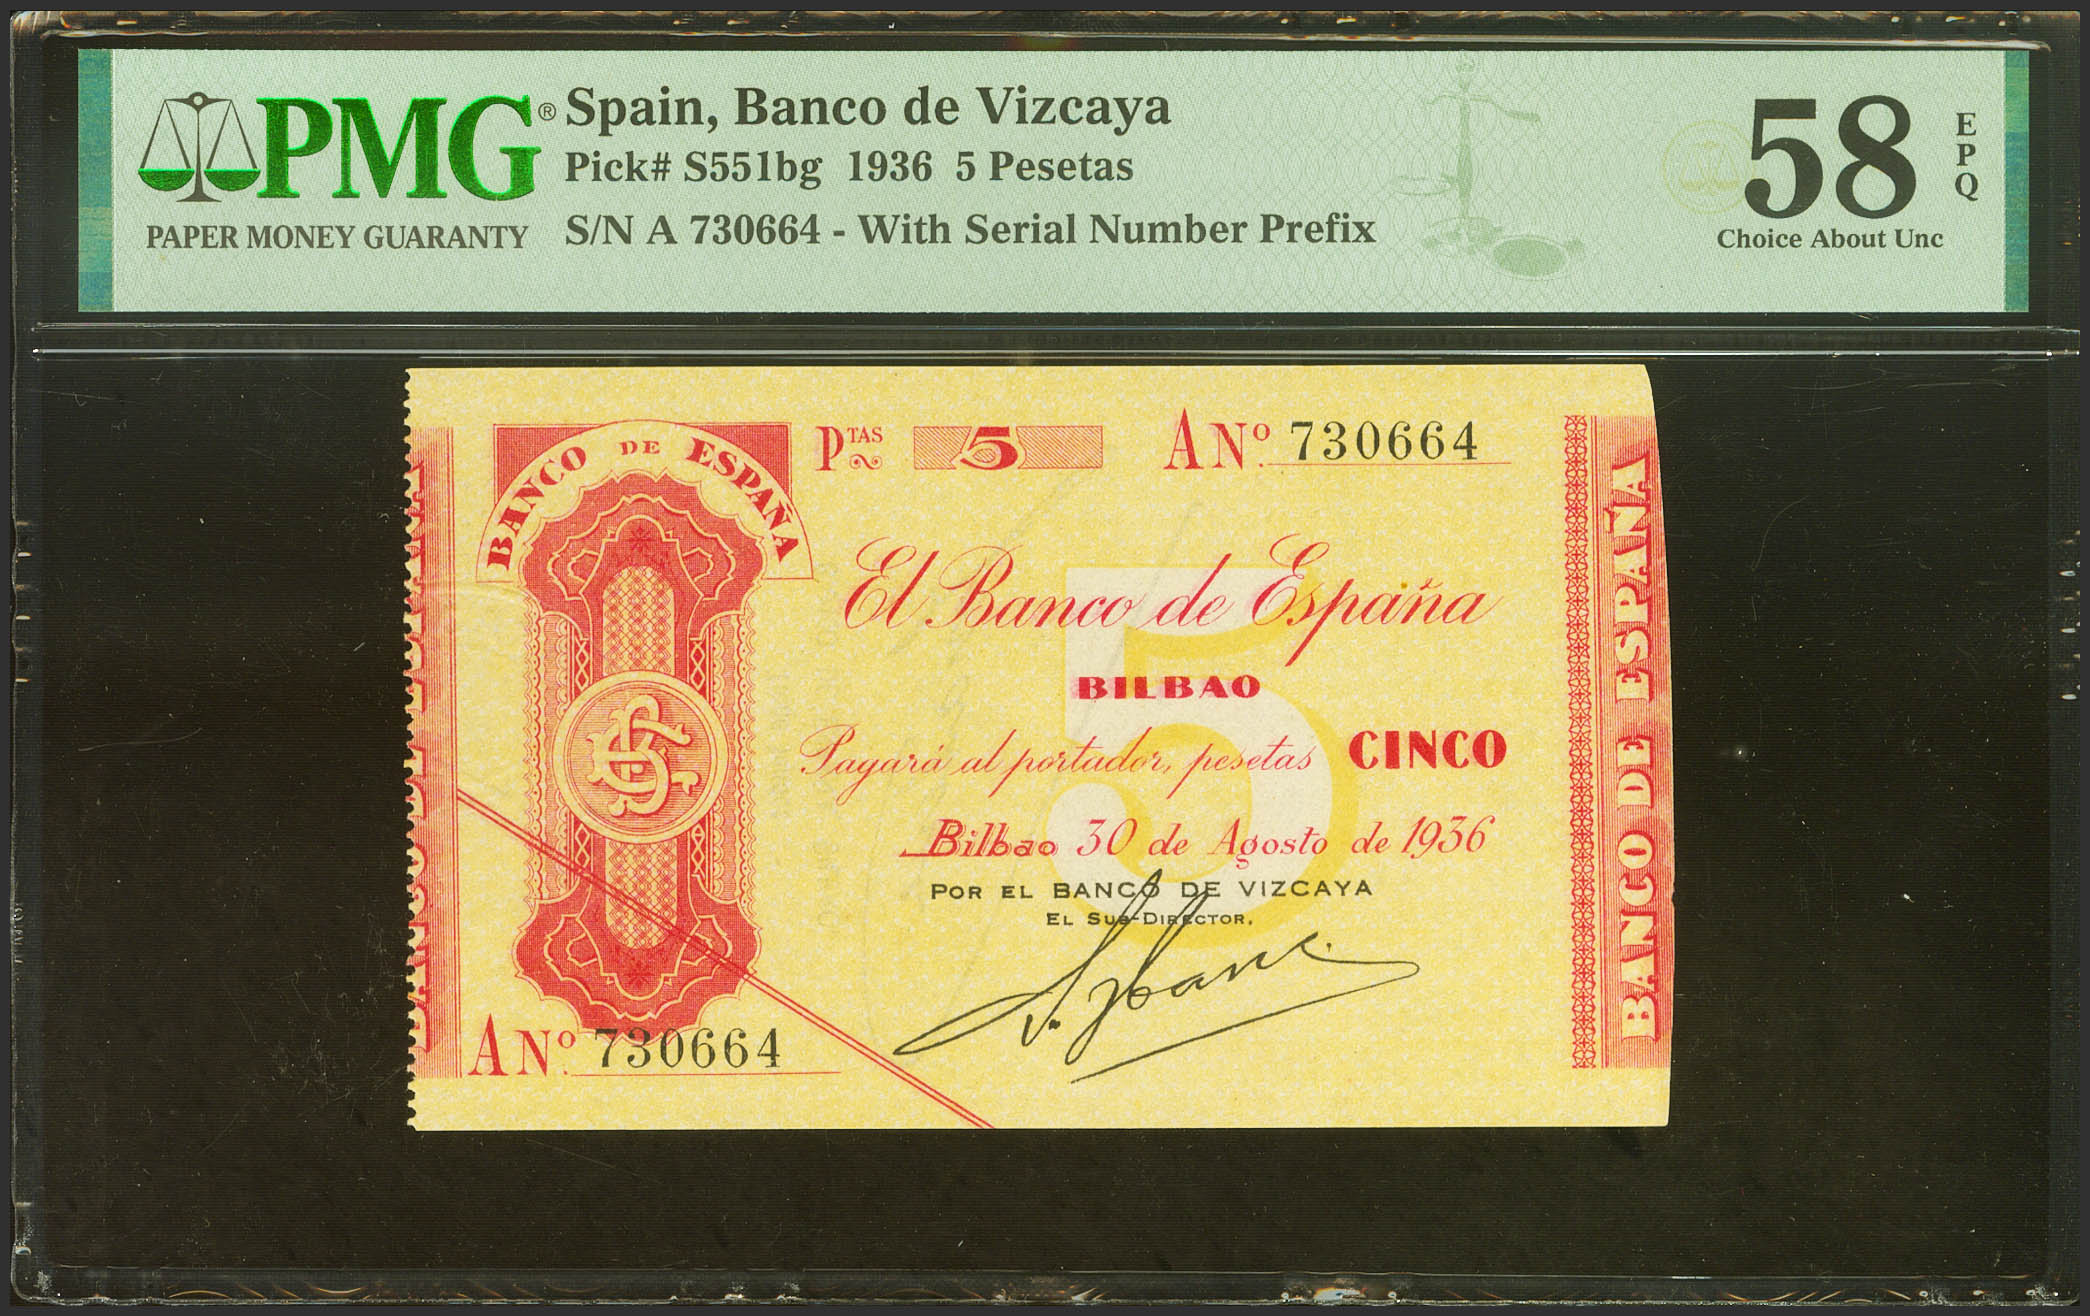 PMG®
PAPER MONEY GUARANTY
Spain, Banco de Vizcaya
Pick# S551bg 1936 5 Pesetas
S/N A 730664 - With Serial Number Prefix
58
EPQ
Choice About Unc
BANCO DE ESPAÑA
PTAS 5
A No. 730664
El Banco de España
BILBAO
Pagará al portador, pesetas CINCO
Bilbao 30 de Agosto de 1936
POR EL BANCO DE VIZCAYA
EL SUB-DIRECTOR,
A No. 730664
BANCO DE ESPAÑA
5